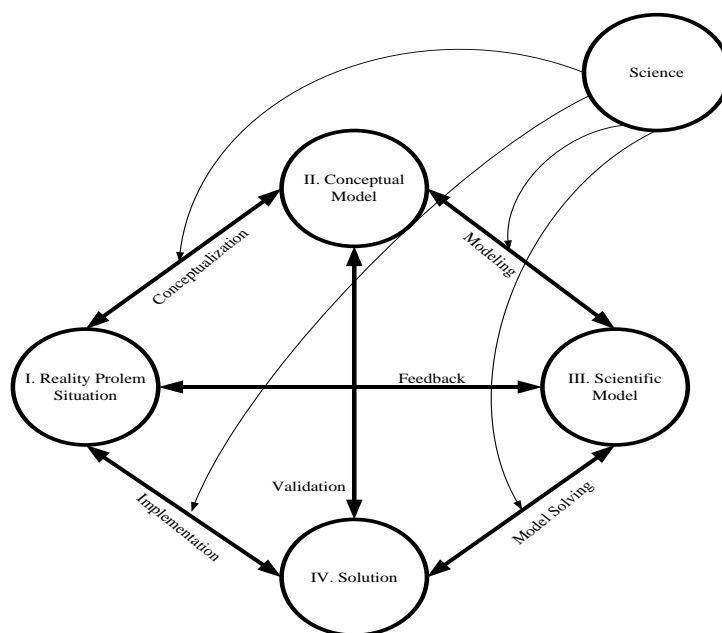 Science
II. Conceptual
Model
Conceptualization
Modeling
I. Reality Prolem
Situation
Feedback
III. Scientific
Model
Validation
Implementation
Model Solving
IV. Solution